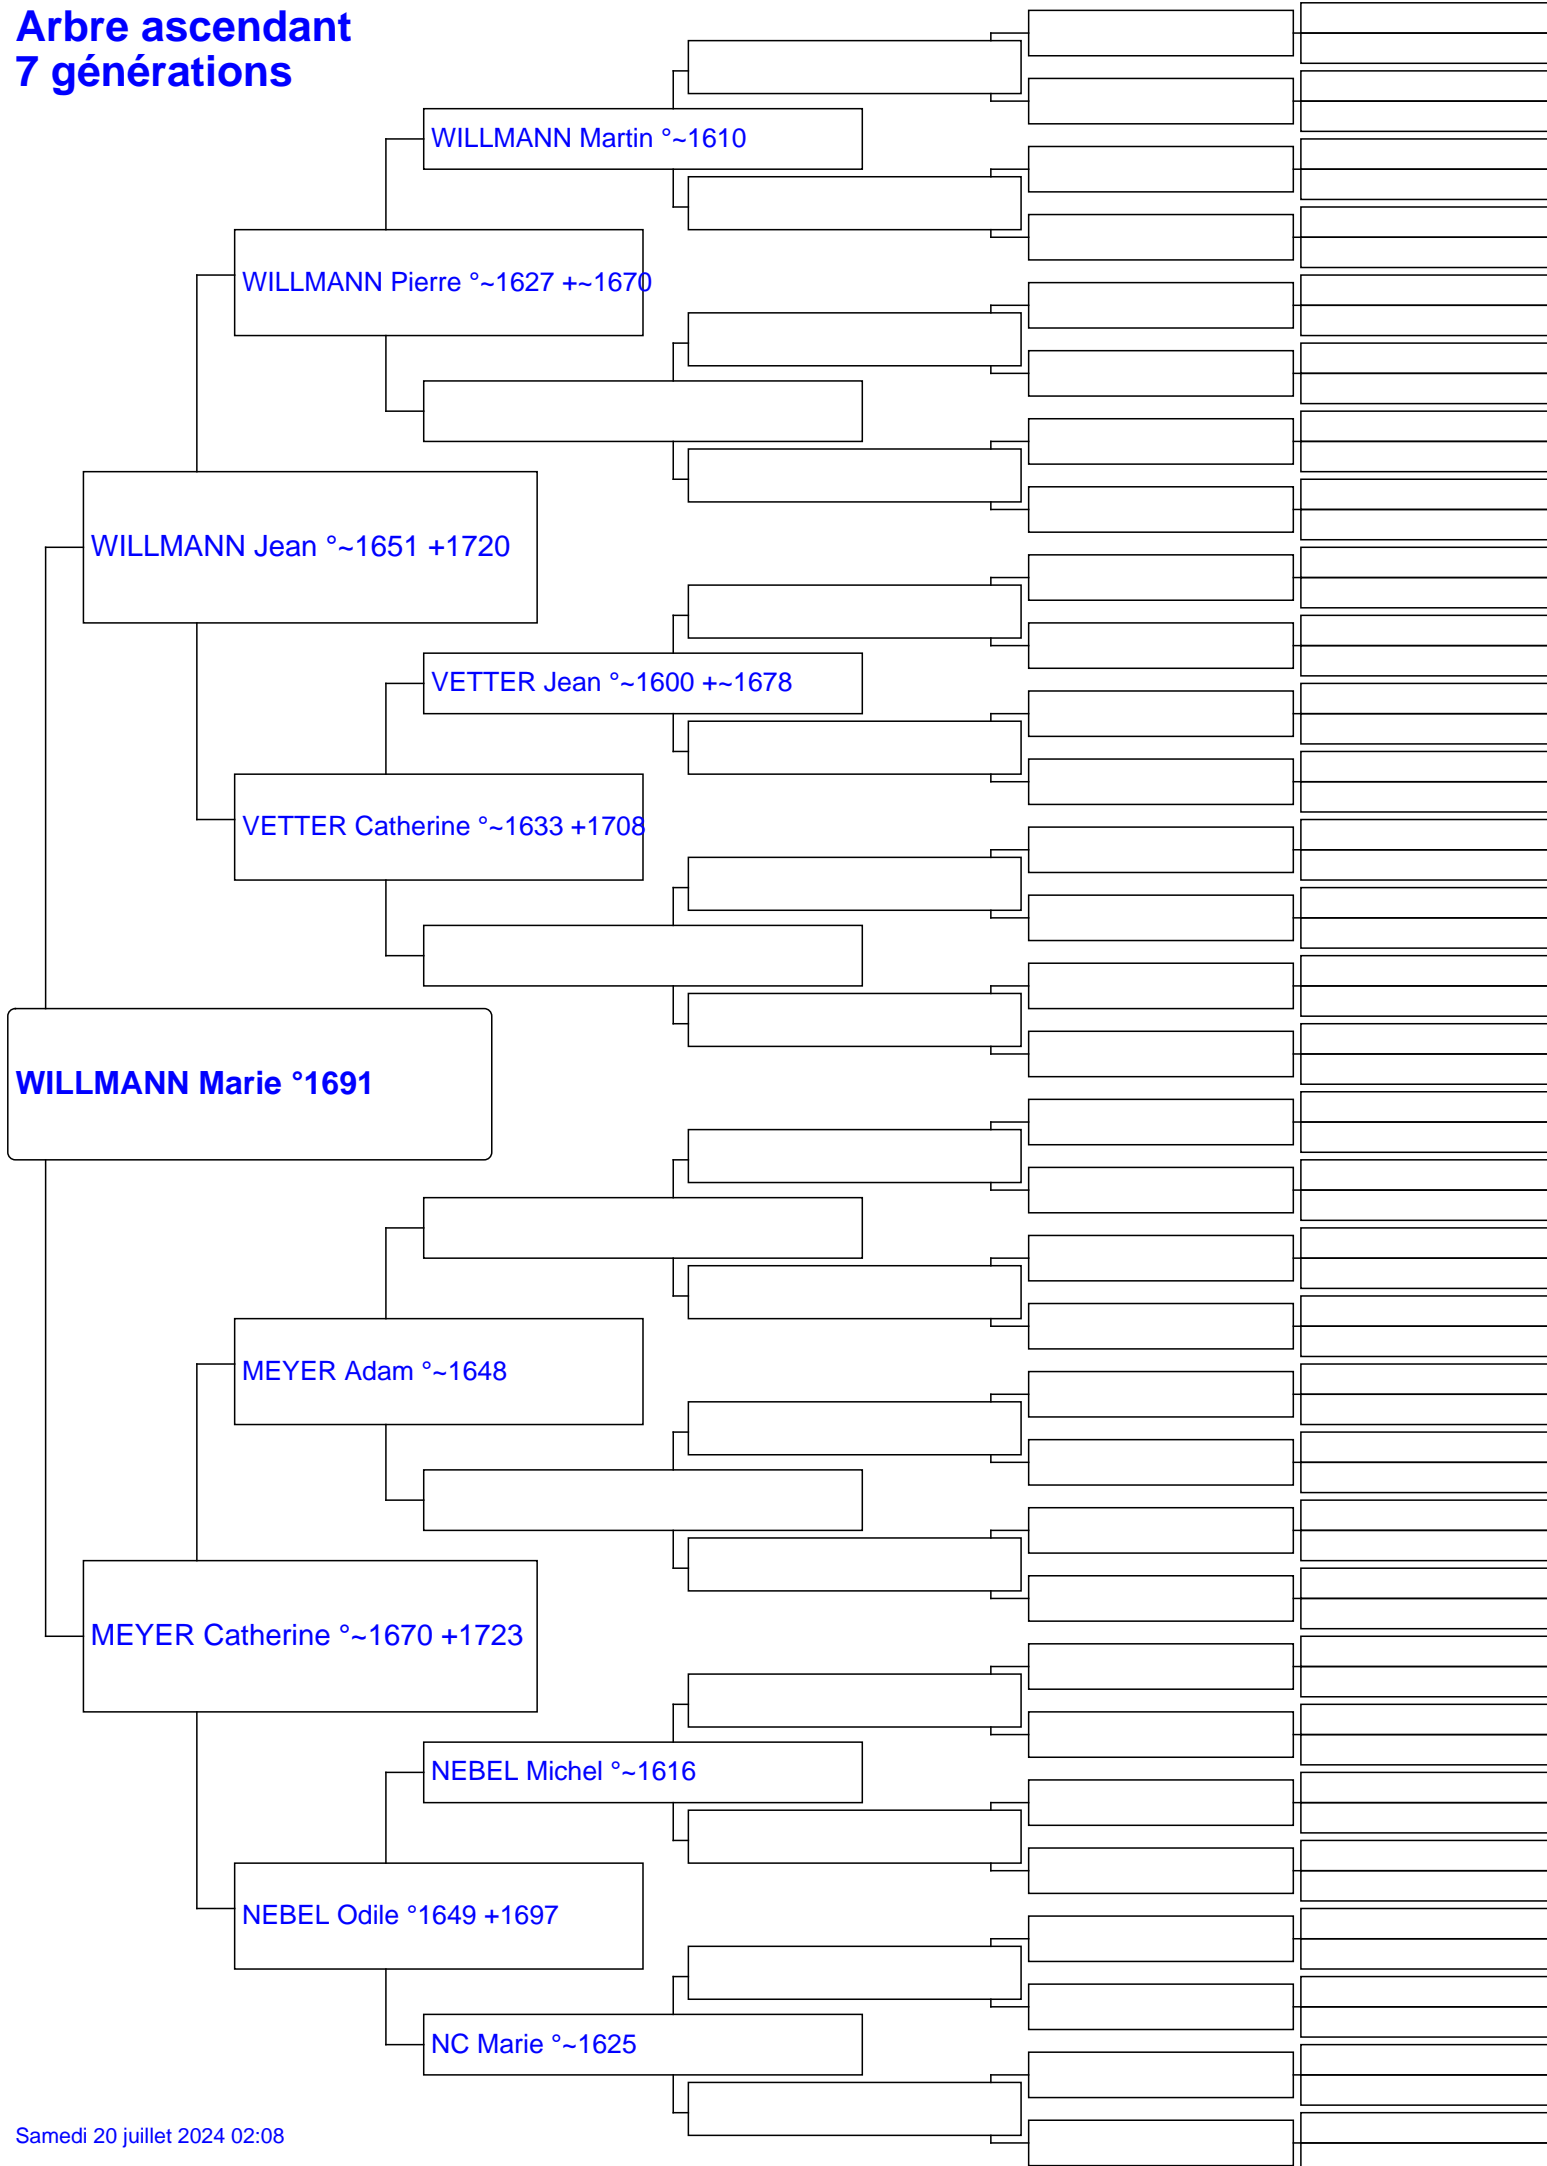 Arbre ascendant
7 générations
WILLMANN Martin °~1610
WILLMANN Pierre °~1627 +~1670
WILLMANN Jean °~1651 +1720
VETTER Jean °~1600 +~1678
VETTER Catherine °~1633 +1708
WILLMANN Marie °1691
MEYER Adam °~1648
MEYER Catherine °~1670 +1723
NEBEL Michel °~1616
NEBEL Odile °1649 +1697
NC Marie °~1625
Samedi 20 juillet 2024 02:08